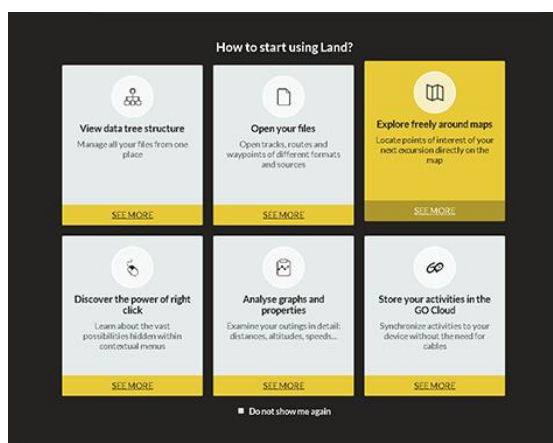 How to start using Land?
View data tree structure
Manage all your files from one
place
SEE MORE
Open your files
Open tracks, routes and
waypoints of different formats
and sources
SEE MORE
Explore freely around maps
Locate points of interest of your
next excursion directly on the
map
SEE MORE
Discover the power of right
click
Learn about the vast
possibilities hidden within
contextual menus
SEE MORE
Analyse graphs and
properties
Examine your outings in detail:
distances, altitudes, speeds...
SEE MORE
GO
Store your activities in the
GO Cloud
Synchronize activities to your
device without the need for
cables
SEE MORE
Do not show me again